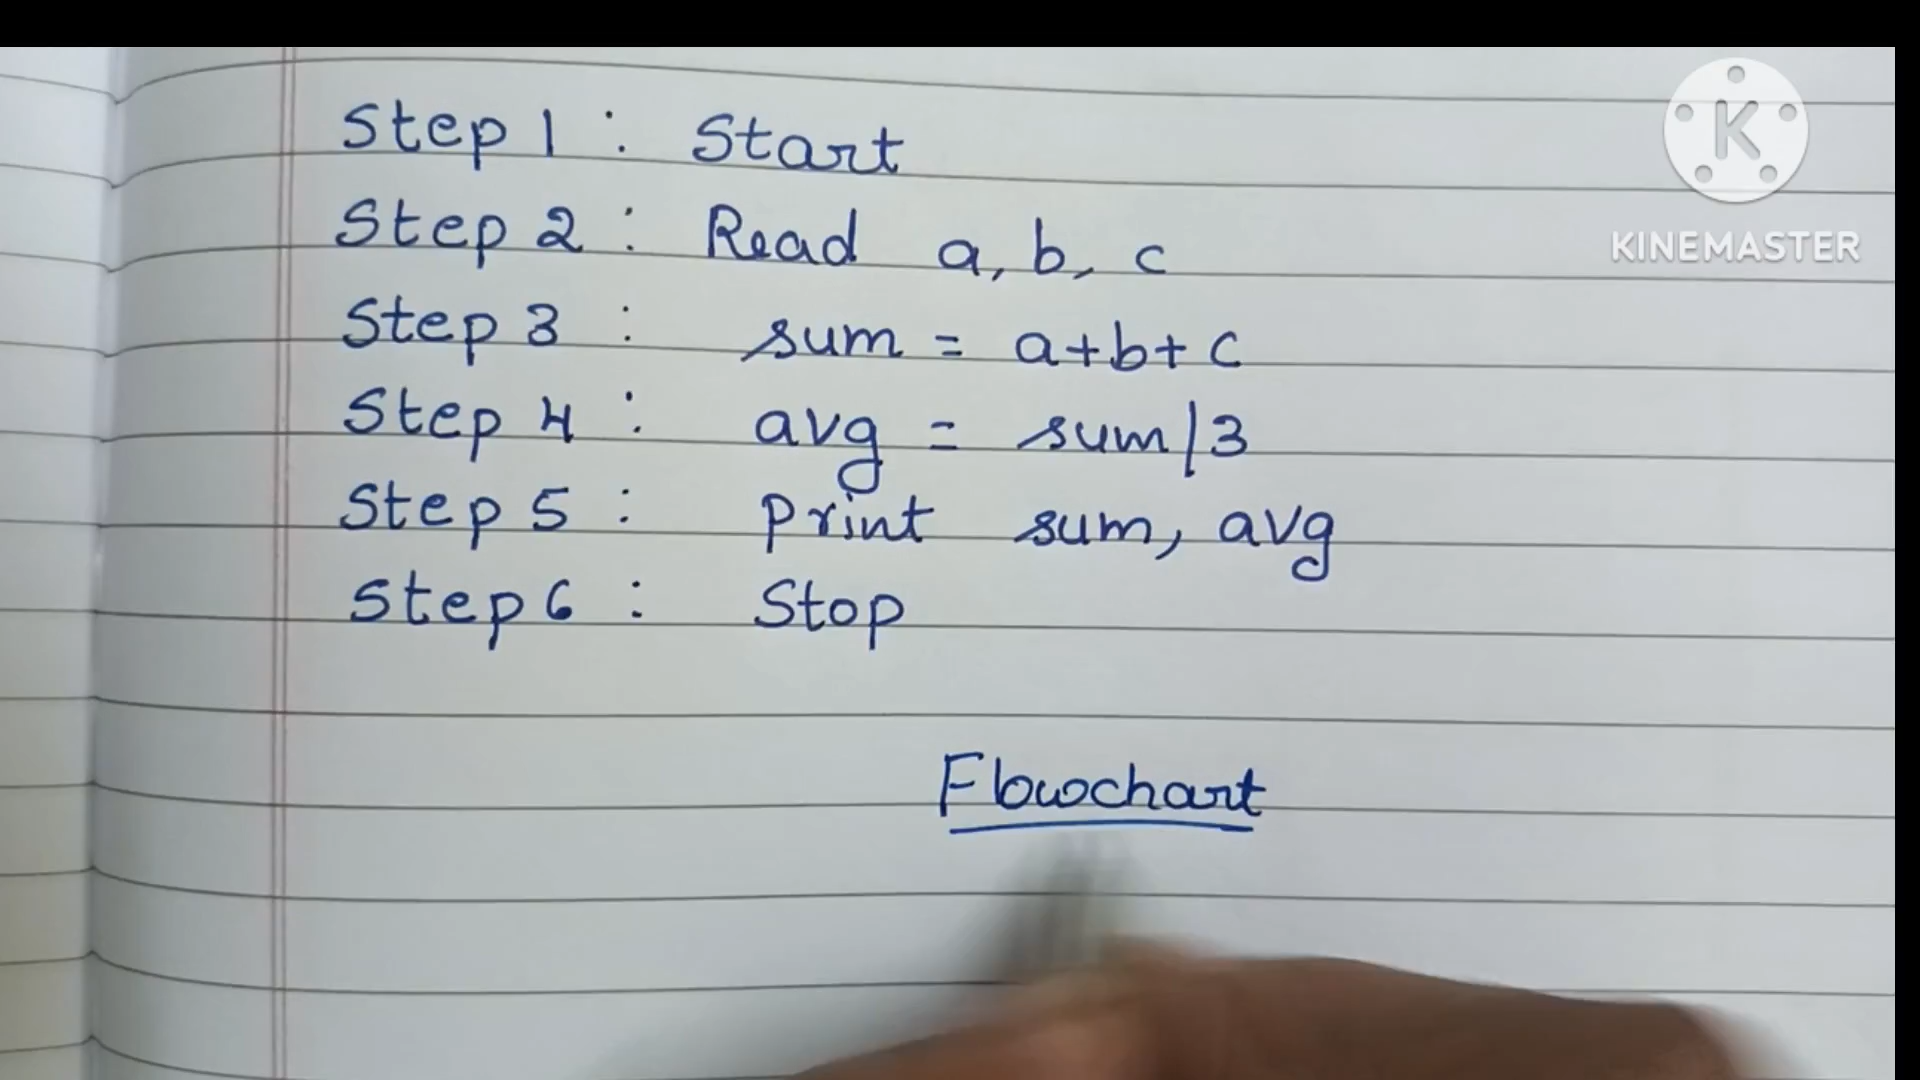 Step 1 : Start
KINEMASTER
Step 2 : Read a, b, c
Step 3 : sum = a+b+c
Step 4 : avg = sum/3
Step 5 : print sum, avg
Step 6 : Stop
Flowchart